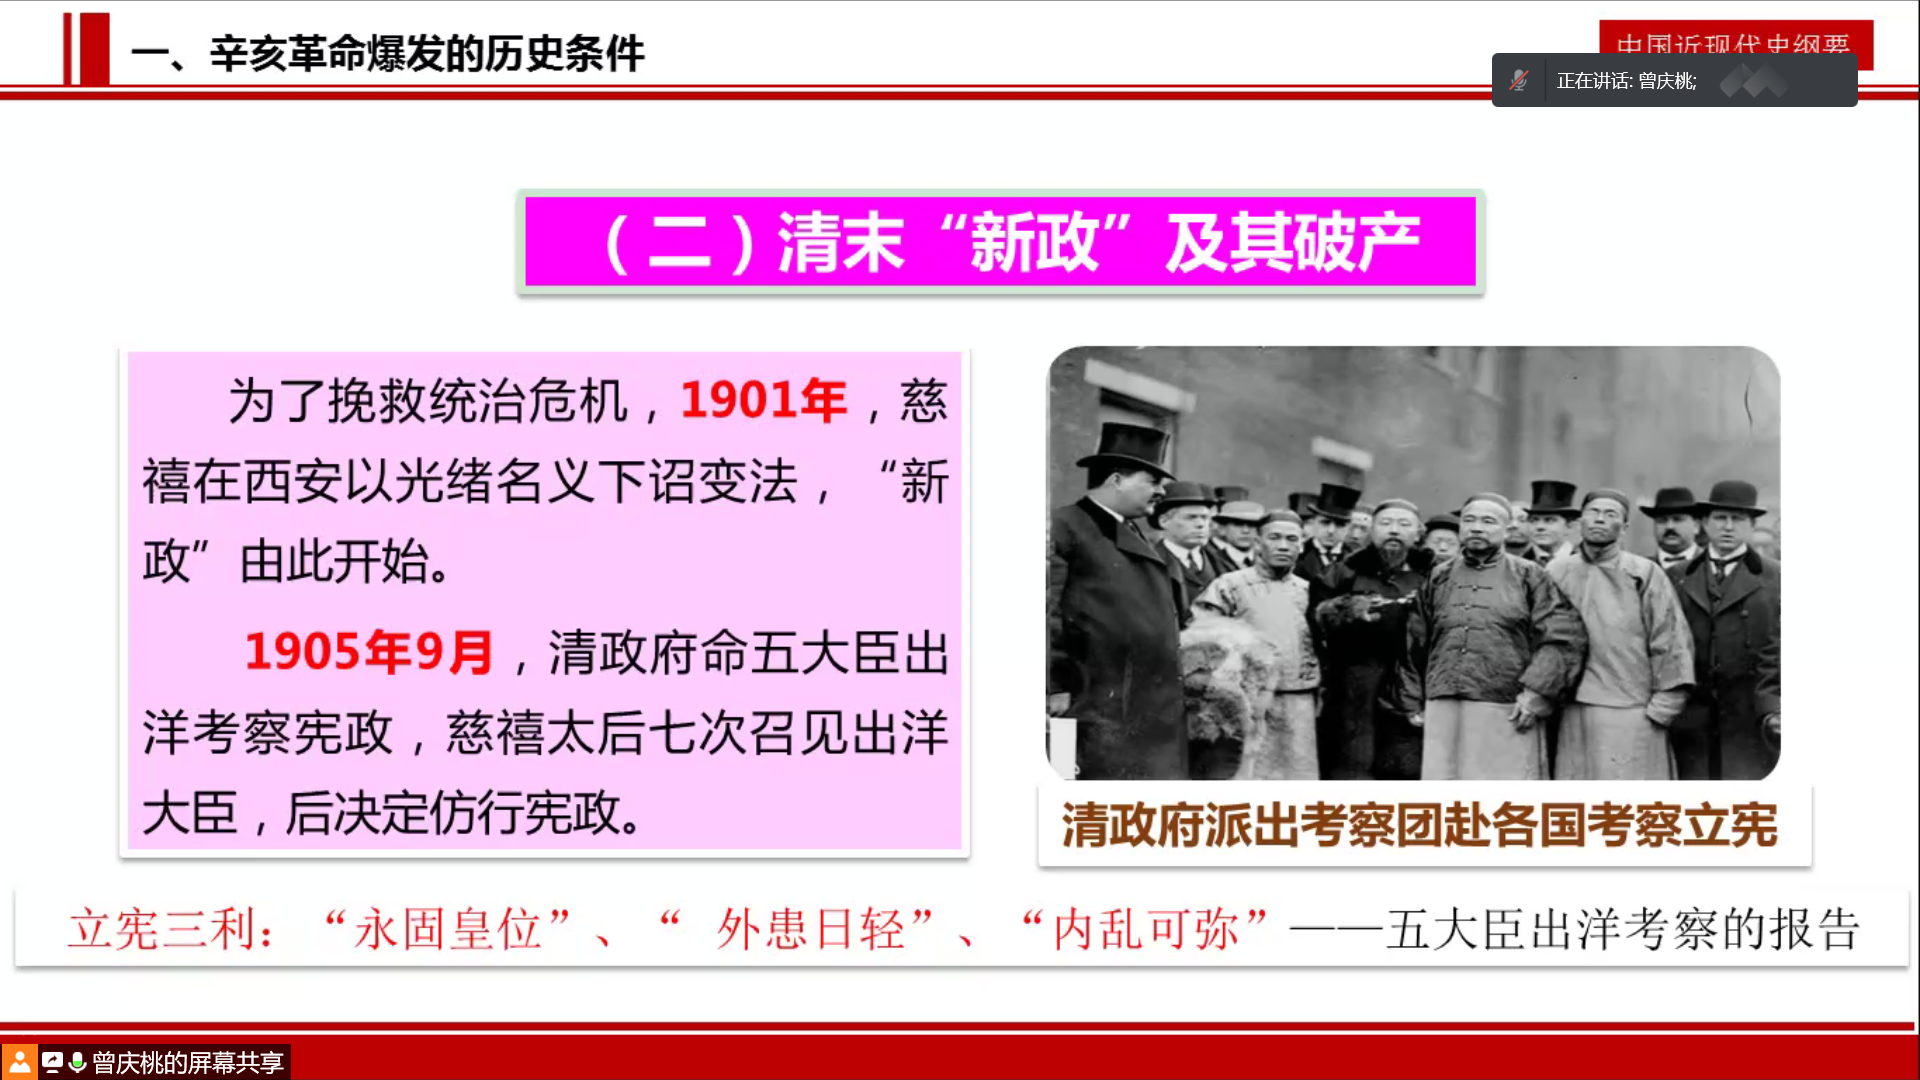 一、辛亥革命爆发的历史条件
中国近现代史纲要
正在讲话: 曾庆桃;
（二）清末“新政”及其破产
为了挽救统治危机，1901年，慈
禧在西安以光绪名义下诏变法，“新
政”由此开始。
1905年9月，清政府命五大臣出
洋考察宪政，慈禧太后七次召见出洋
大臣，后决定仿行宪政。
清政府派出考察团赴各国考察立宪
立宪三利：“永固皇位”、“ 外患日轻”、“内乱可弥”——五大臣出洋考察的报告
曾庆桃的屏幕共享